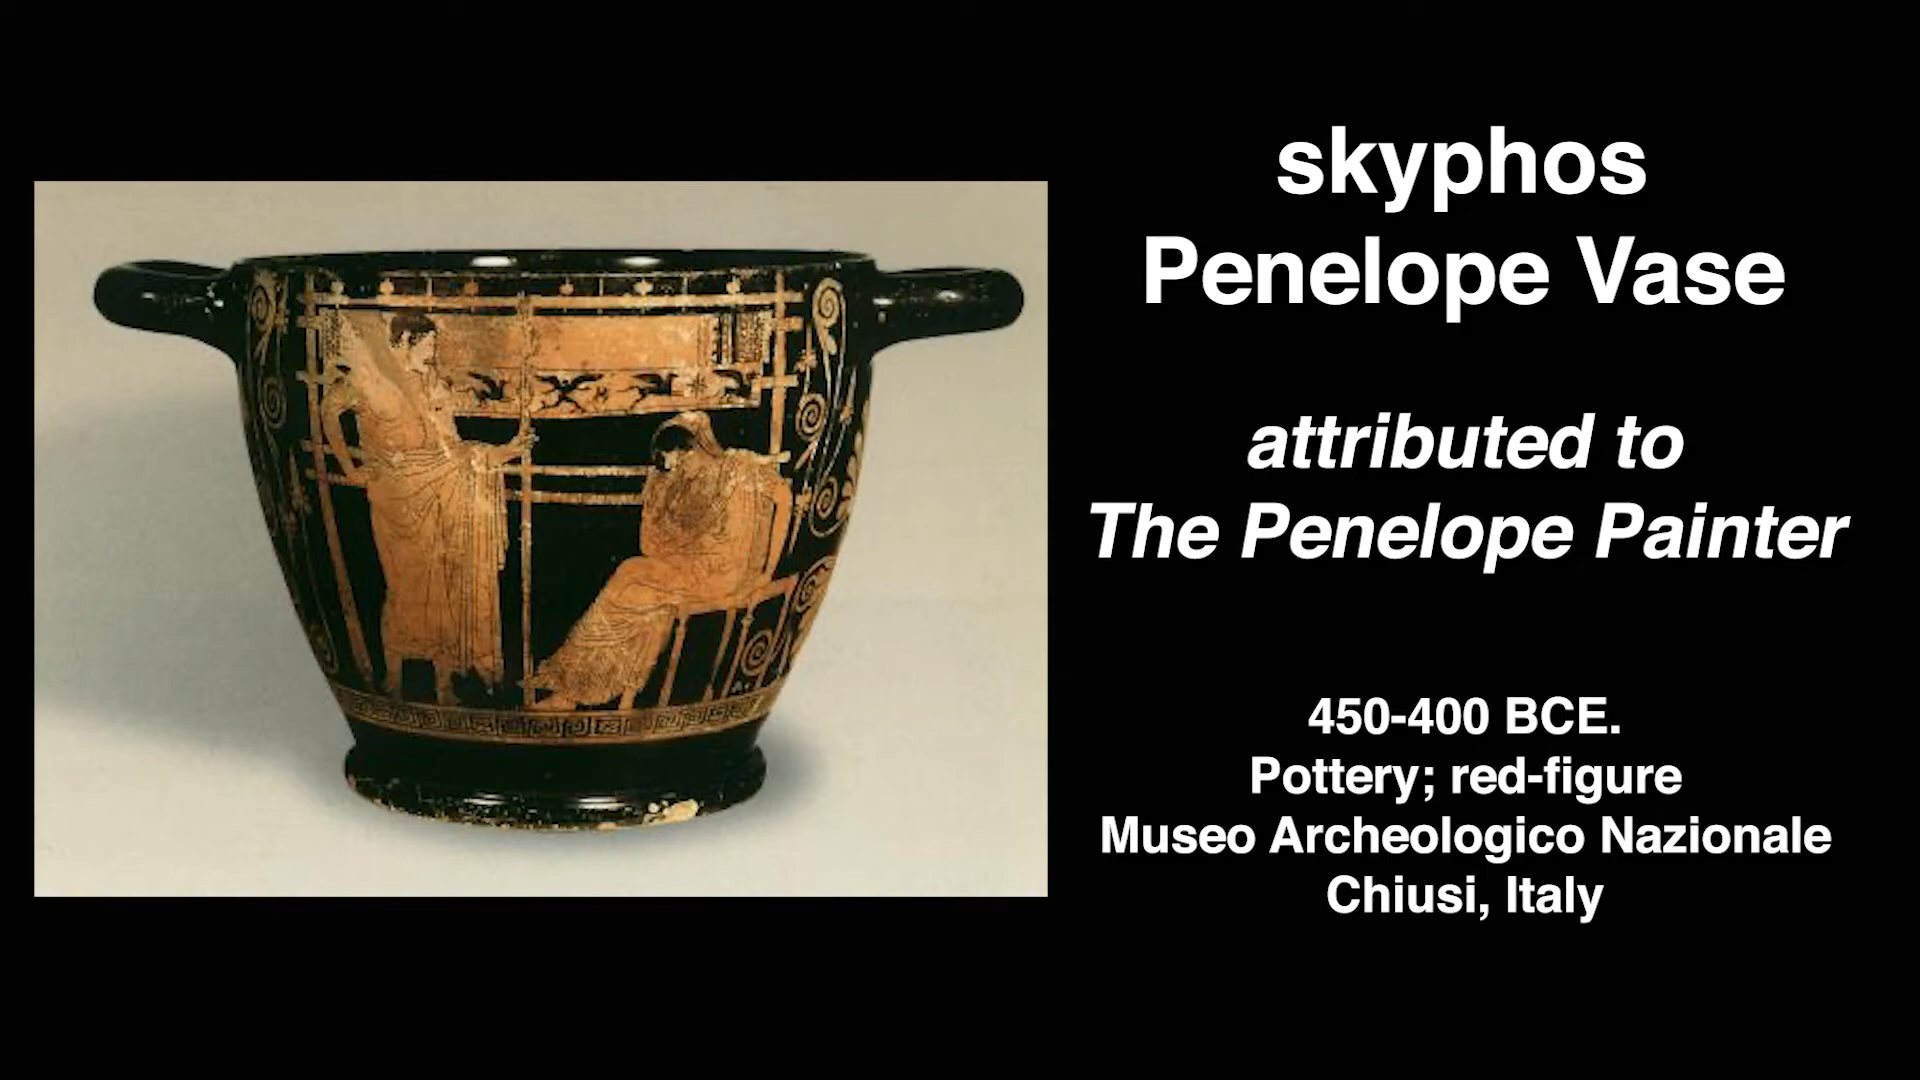 skyphos
Penelope Vase
attributed to
The Penelope Painter
450-400 BCE.
Pottery; red-figure
Museo Archeologico Nazionale
Chiusi, Italy